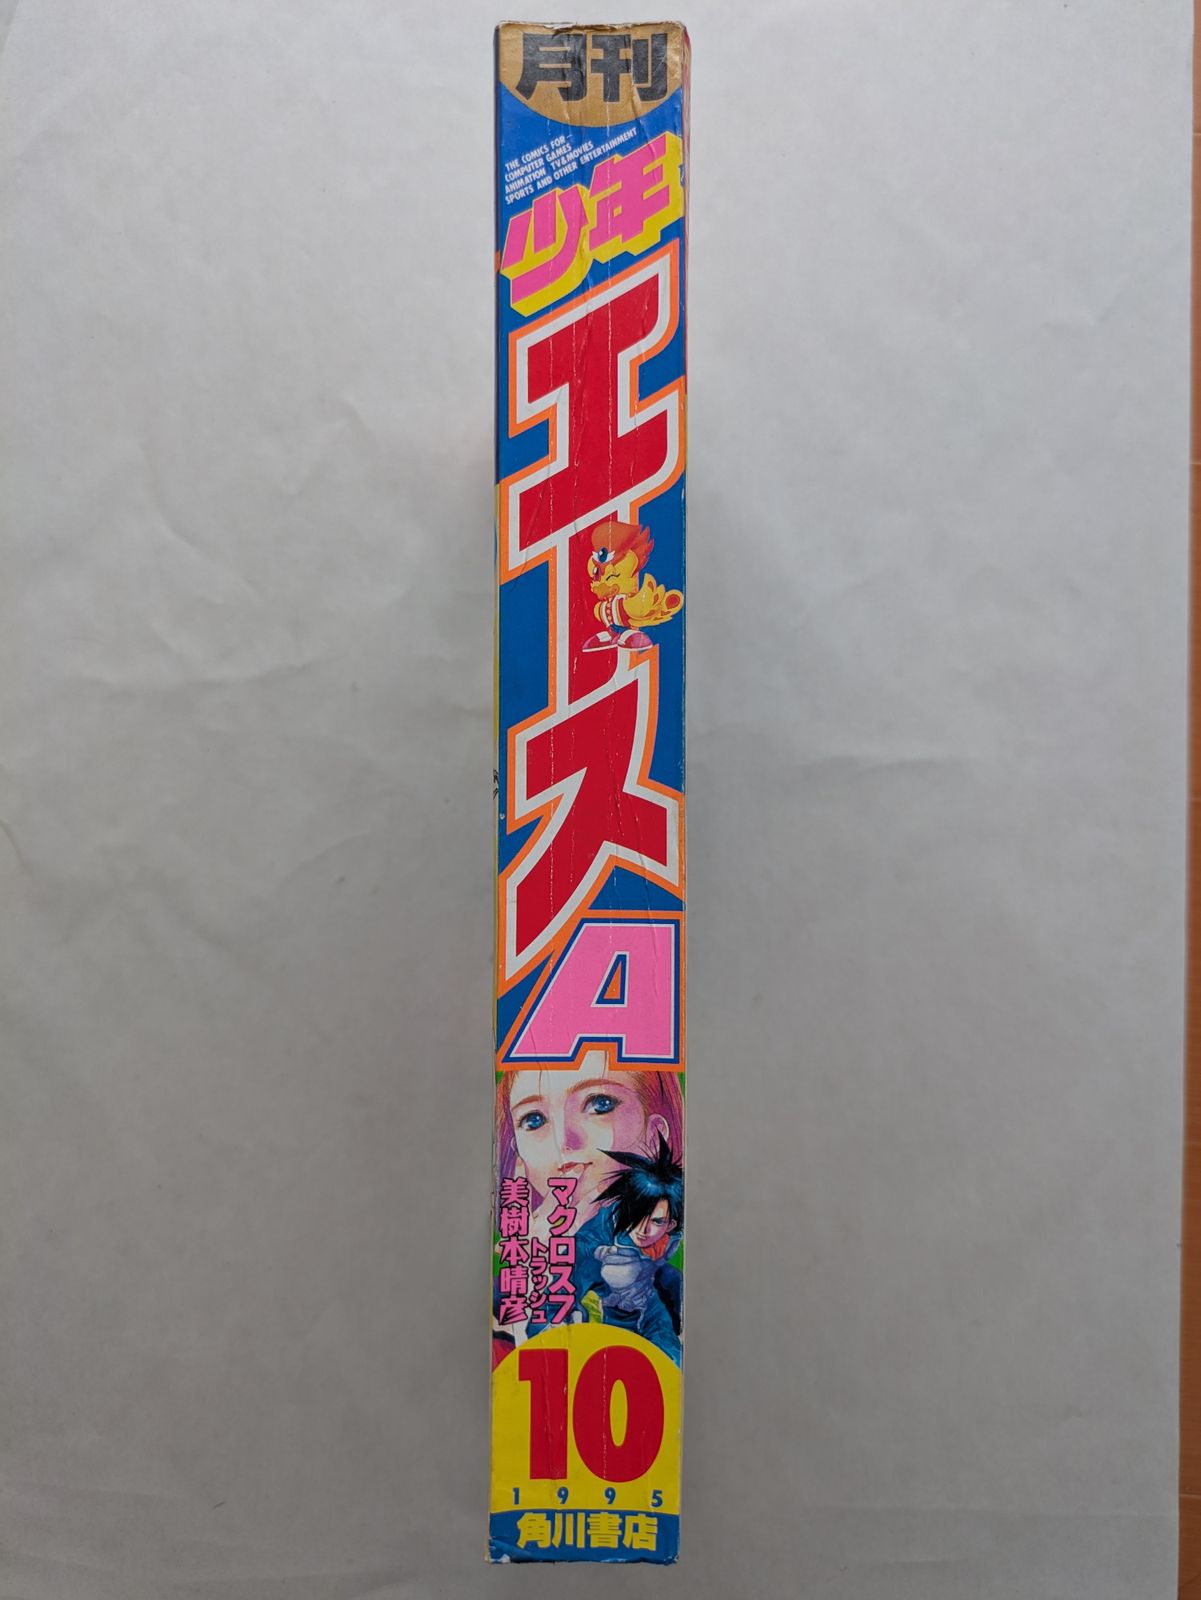 月刊
THE COMICS FOR
COMPUTER GAMES
ANIMATION TV&MOVIES
SPORTS AND OTHER ENTERTAINMENT
少年
エース
A
マクロス7
トラッシュ
美樹本晴彦
10
1995
角川書店